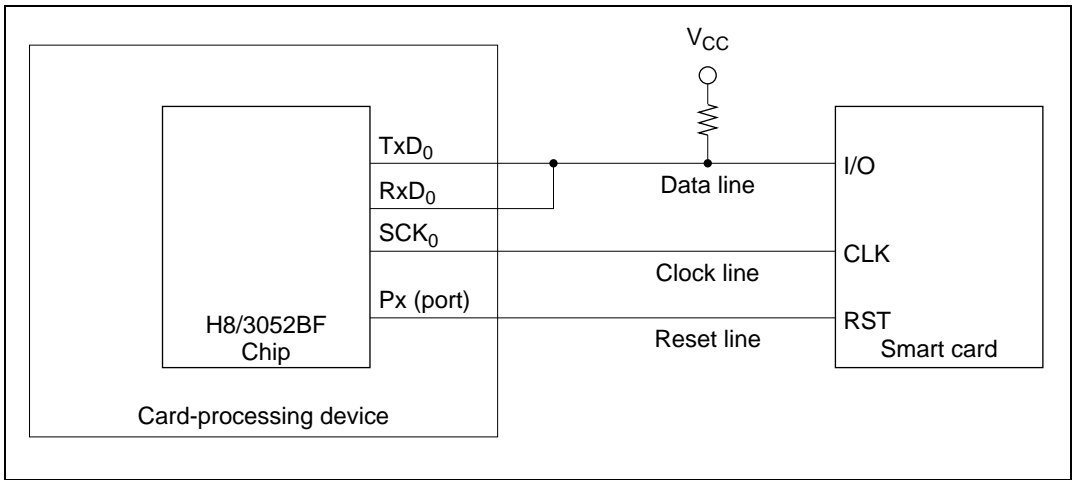 V_CC
TxD_0
I/O
Data line
RxD_0
SCK_0
CLK
Clock line
Px (port)
RST
H8/3052BF
Chip
Reset line
Smart card
Card-processing device